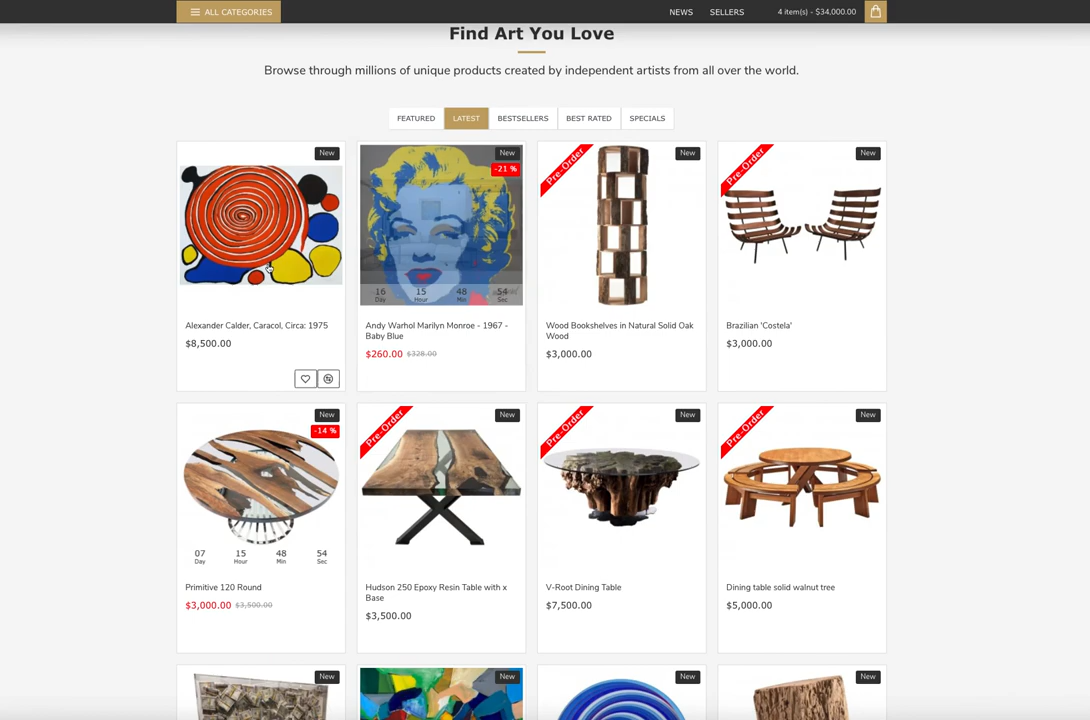 ALL CATEGORIES
NEWS
SELLERS
4 item(s) - $34,000.00
Find Art You Love
Browse through millions of unique products created by independent artists from all over the world.
FEATURED
LATEST
BESTSELLERS
BEST RATED
SPECIALS
New
Alexander Calder, Caracol, Circa: 1975
$8,500.00
New
-21 %
16 15 48 54
Day Hour Min Sec
Andy Warhol Marilyn Monroe - 1967 -
Baby Blue
$260.00 $328.00
Pre-Order
New
Wood Bookshelves in Natural Solid Oak
Wood
$3,000.00
Pre-Order
New
Brazilian 'Costela'
$3,000.00
New
-14 %
07 15 48 54
Day Hour Min Sec
Primitive 120 Round
$3,000.00 $3,500.00
Pre-Order
New
Hudson 250 Epoxy Resin Table with x
Base
$3,500.00
Pre-Order
New
V-Root Dining Table
$7,500.00
Pre-Order
New
Dining table solid walnut tree
$5,000.00
New
New
New
New